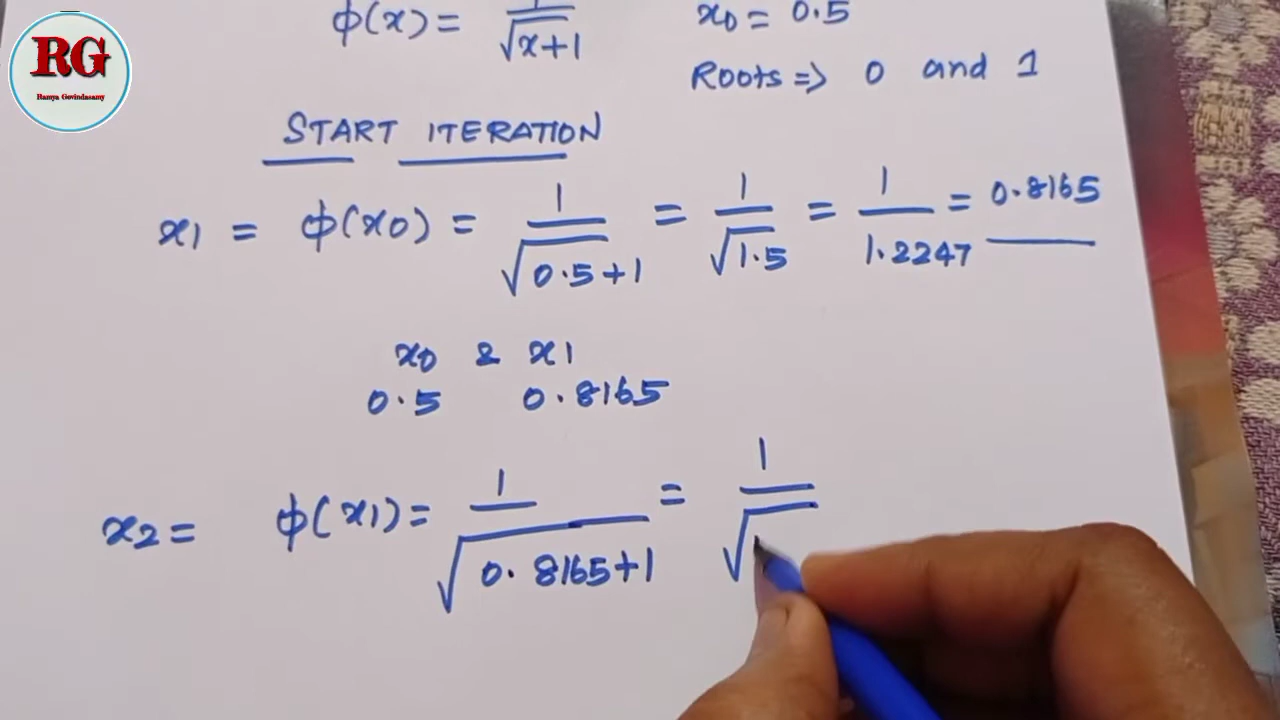 RG
Ramya Govindasamy
ϕ(x) = 1/√(x+1)
x0 = 0.5
Roots => 0 and 1
START ITERATION
x1 = ϕ(x0) = 1/√(0.5+1) = 1/√1.5 = 1/1.2247 = 0.8165
x0 & x1
0.5 0.8165
x2 = ϕ(x1) = 1/√(0.8165+1) = 1/√